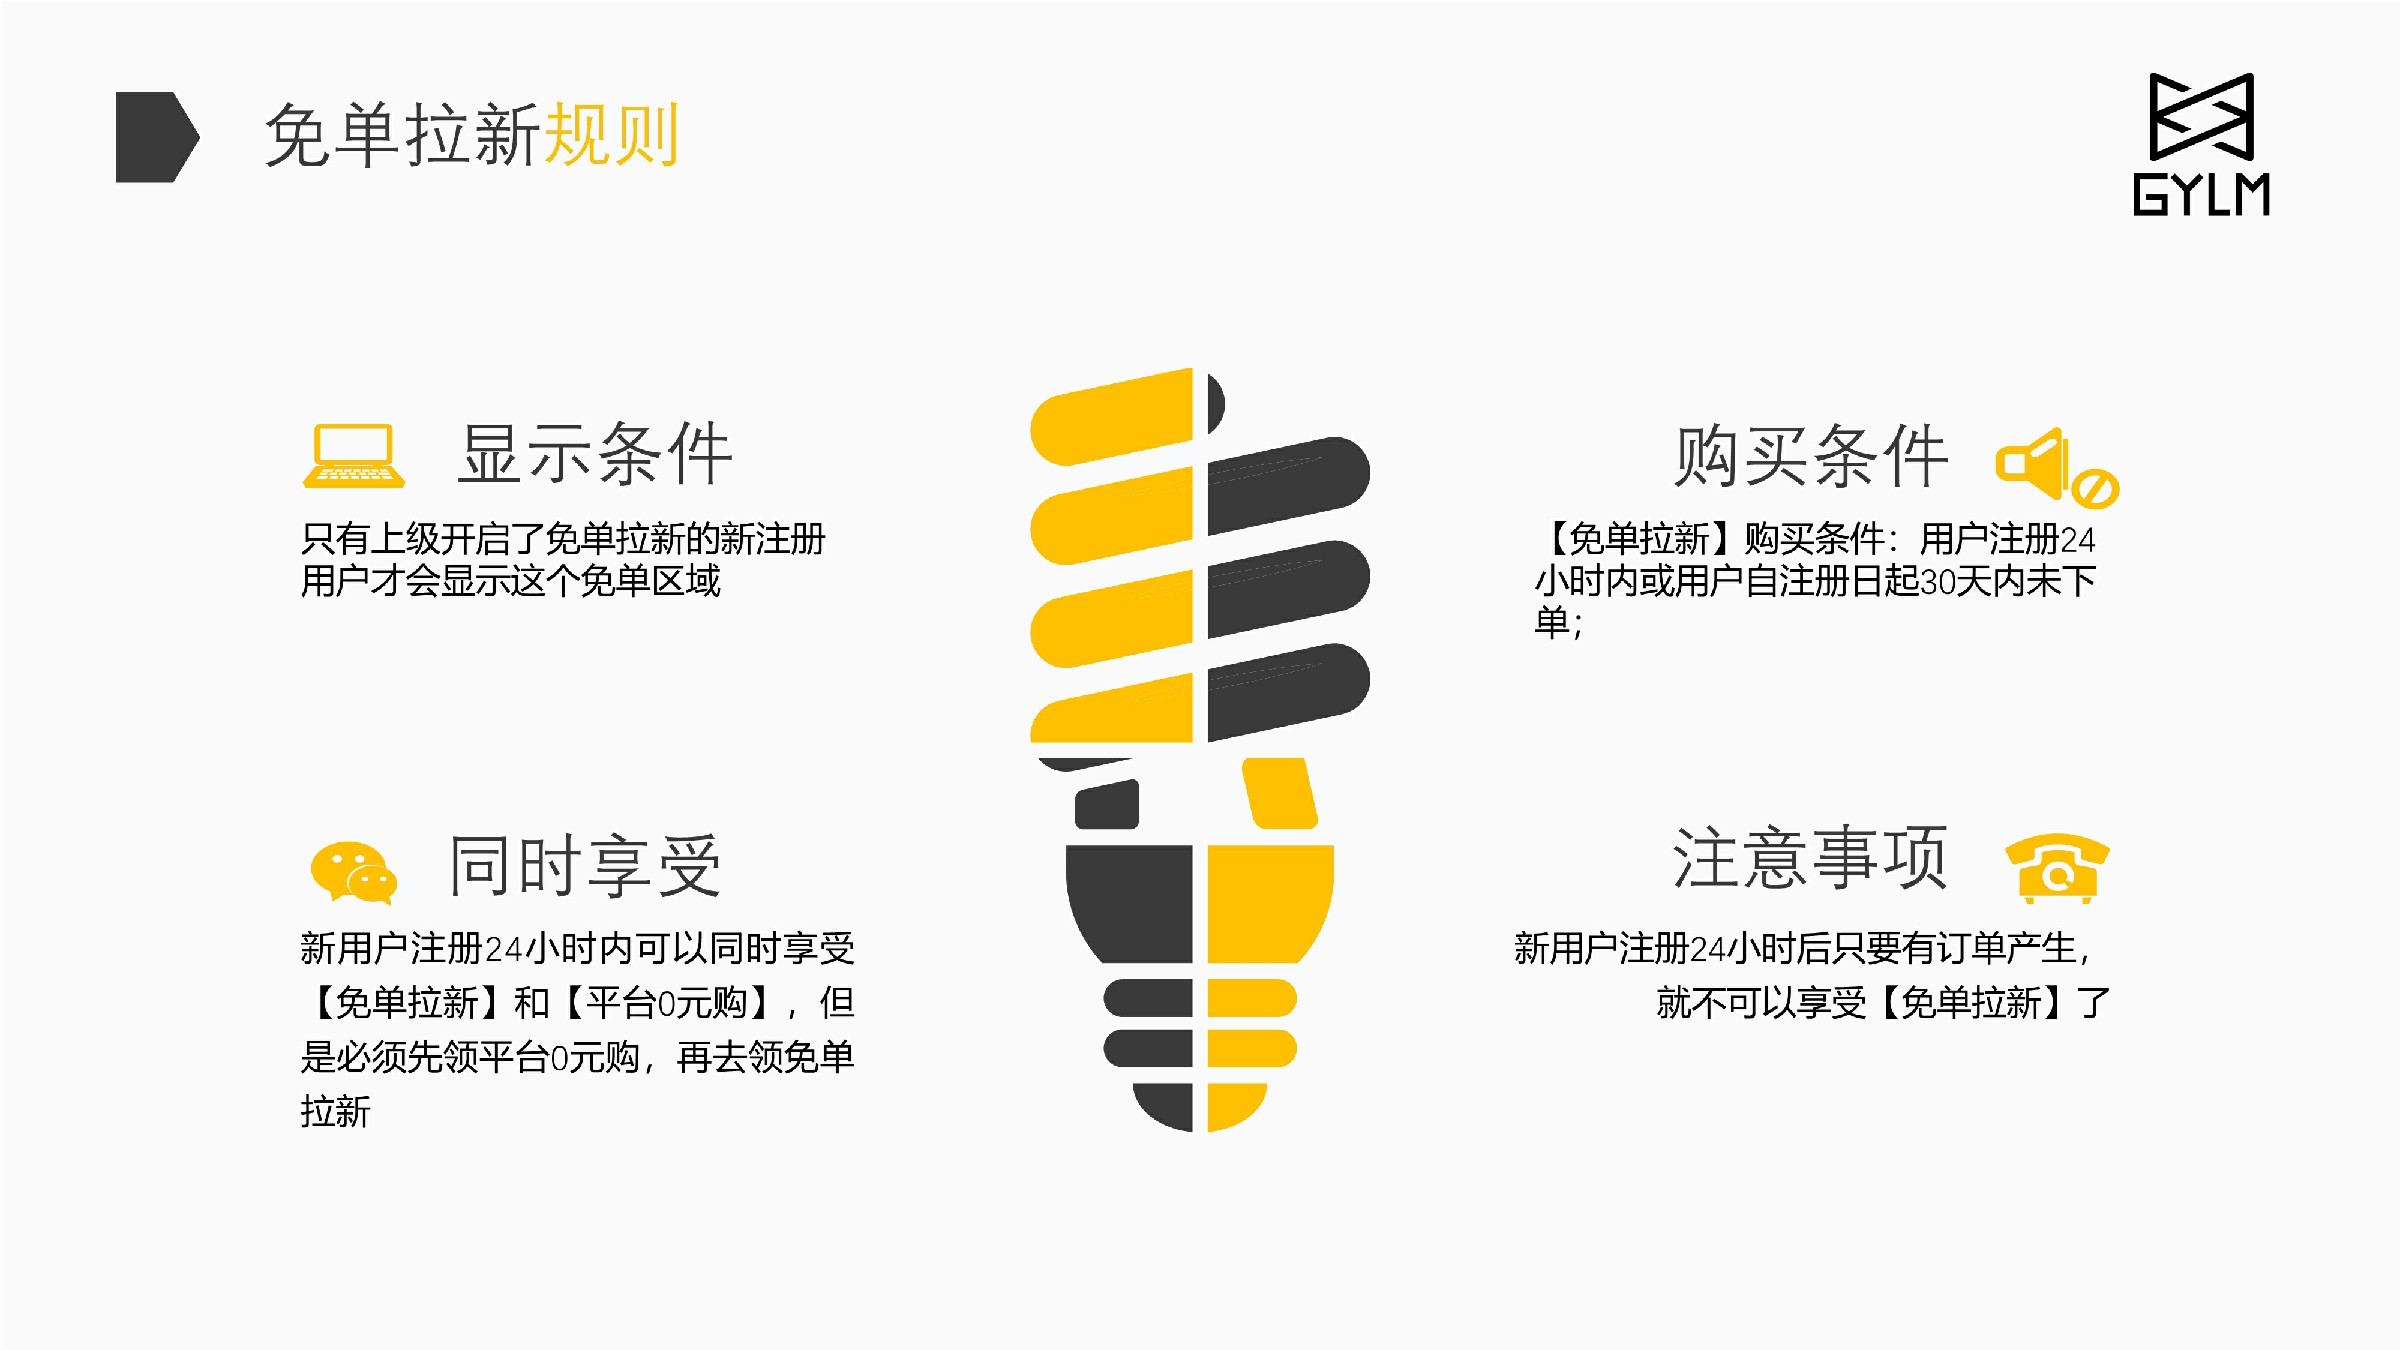 免单拉新规则
GYLM
显示条件
只有上级开启了免单拉新的新注册
用户才会显示这个免单区域
购买条件
【免单拉新】购买条件：用户注册24
小时内或用户自注册日起30天内未下
单；
同时享受
新用户注册24小时内可以同时享受
【免单拉新】和【平台0元购】，但
是必须先领平台0元购，再去领免单
拉新
注意事项
新用户注册24小时后只要有订单产生，
就不可以享受【免单拉新】了